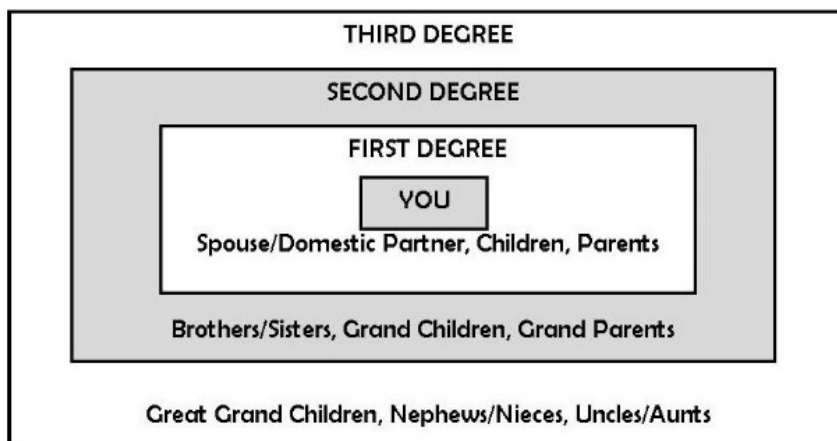 THIRD DEGREE
SECOND DEGREE
FIRST DEGREE
YOU
Spouse/Domestic Partner, Children, Parents
Brothers/Sisters, Grand Children, Grand Parents
Great Grand Children, Nephews/Nieces, Uncles/Aunts